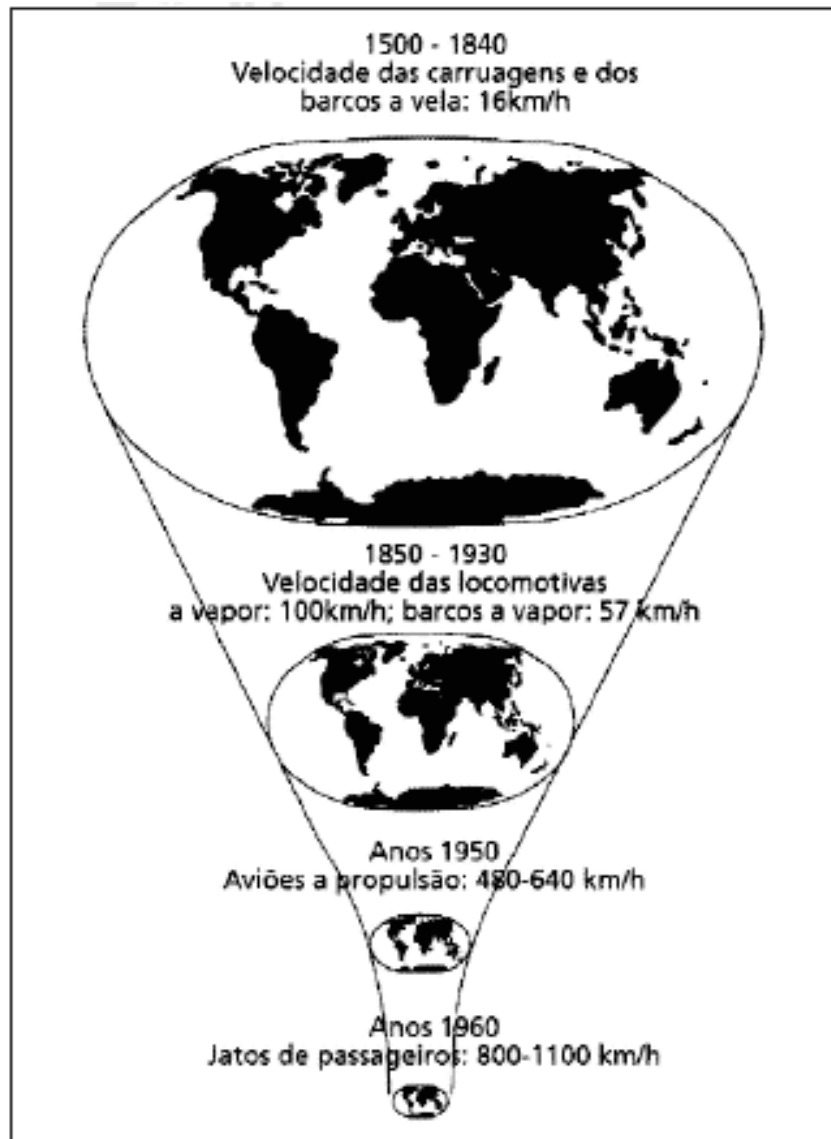 1500 - 1840
Velocidade das carruagens e dos
barcos a vela: 16km/h
1850 - 1930
Velocidade das locomotivas
a vapor: 100km/h; barcos a vapor: 57 km/h
Anos 1950
Aviões a propulsão: 480-640 km/h
Anos 1960
Jatos de passageiros: 800-1100 km/h